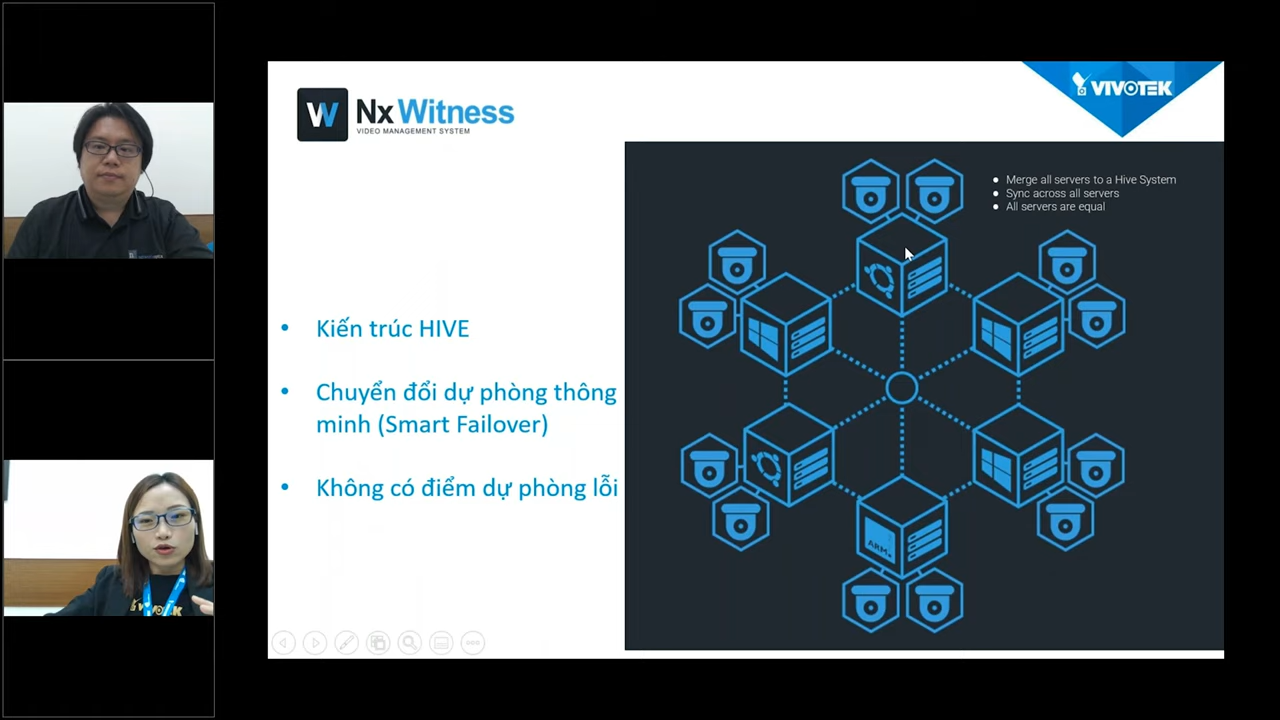 W
Nx Witness
VIDEO MANAGEMENT SYSTEM
VIVOTEK
• Merge all servers to a Hive System
• Sync across all servers
• All servers are equal
• Kiến trúc HIVE
• Chuyển đổi dự phòng thông
minh (Smart Failover)
• Không có điểm dự phòng lỗi
ARM
VIVOTEK